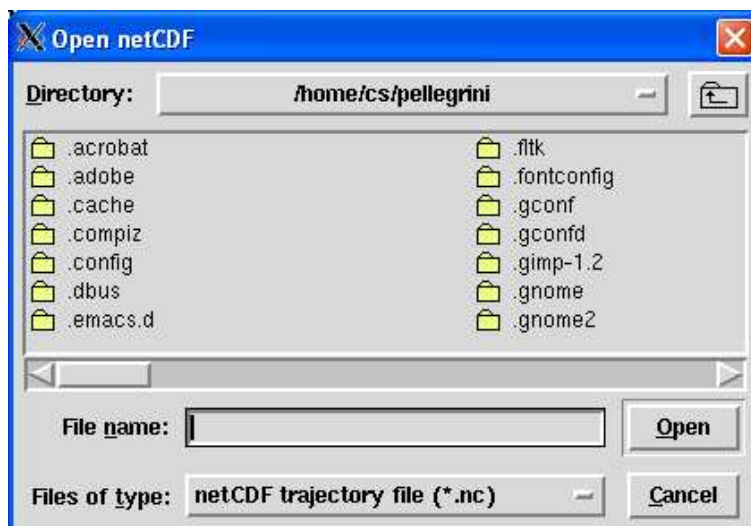 Open netCDF
Directory: /home/cs/pellegrini
.acrobat .fltk
.adobe .fontconfig
.cache .gconf
.compiz .gconfd
.config .gimp-1.2
.dbus .gnome
.emacs.d .gnome2
File name: Open
Files of type: netCDF trajectory file (*.nc) Cancel